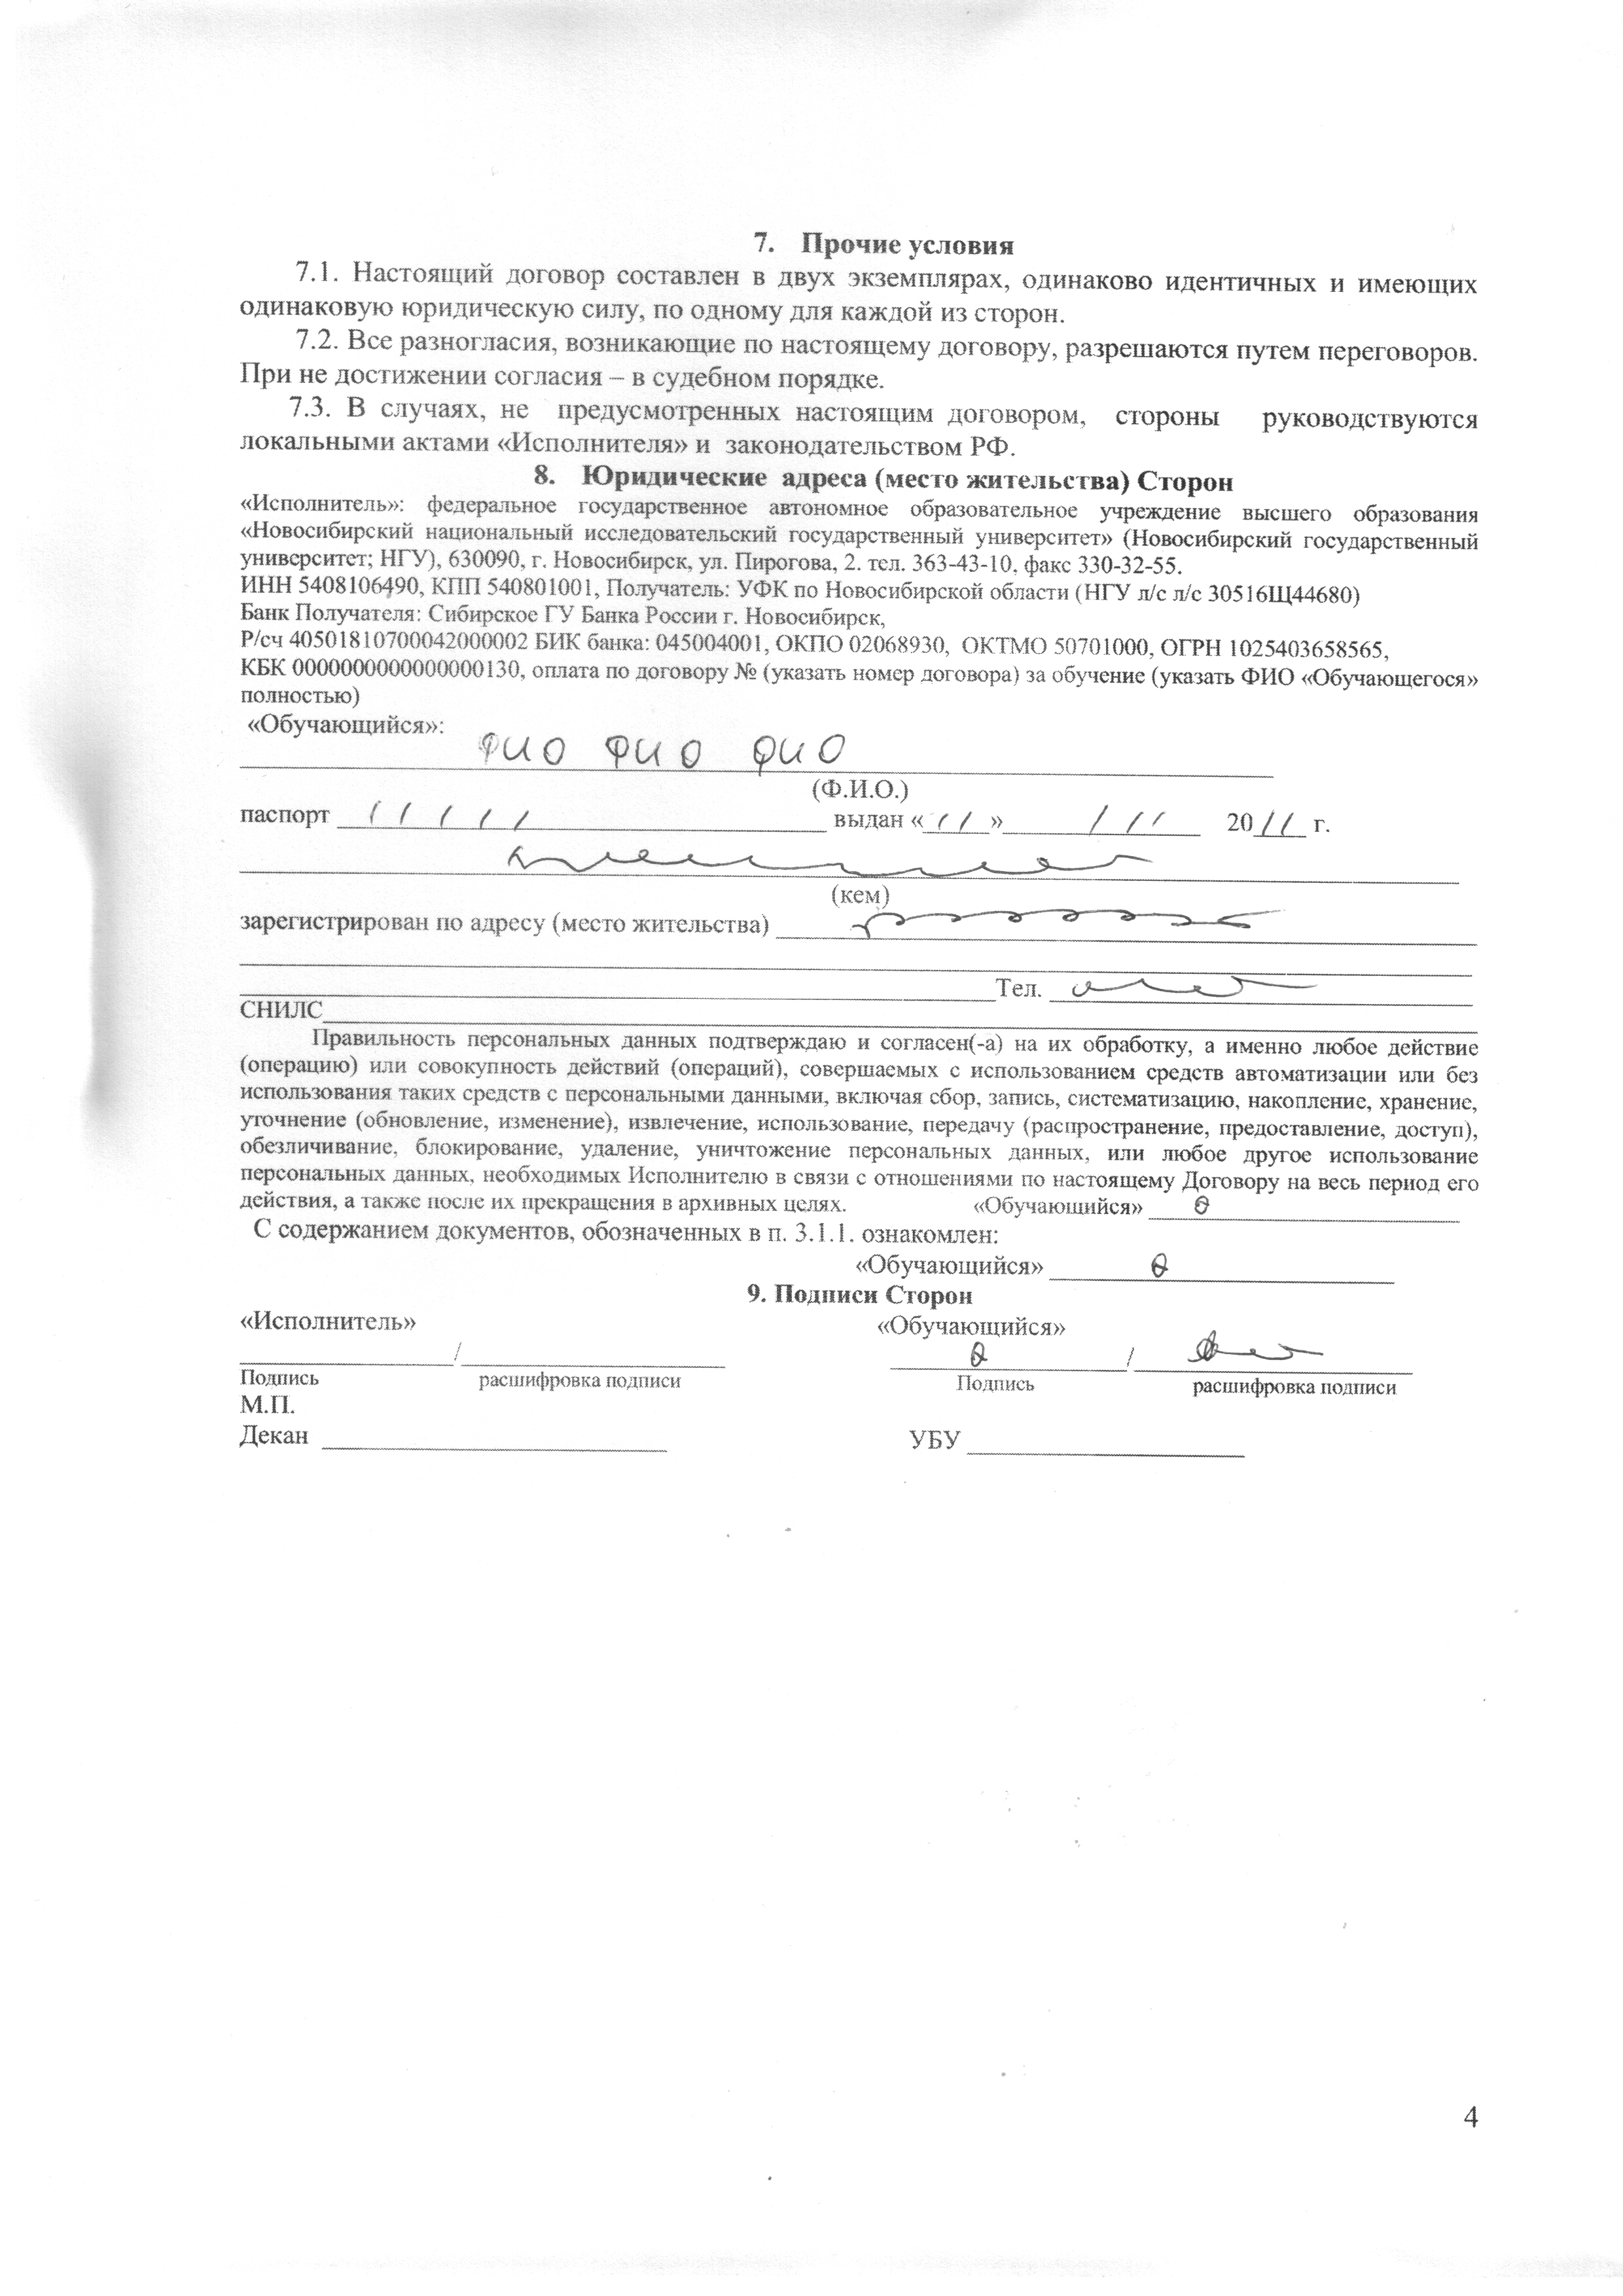 7. Прочие условия
7.1. Настоящий договор составлен в двух экземплярах, одинаково идентичных и имеющих
одинаковую юридическую силу, по одному для каждой из сторон.
7.2. Все разногласия, возникающие по настоящему договору, разрешаются путем переговоров.
При не достижении согласия – в судебном порядке.
7.3. В случаях, не предусмотренных настоящим договором, стороны руководствуются
локальными актами «Исполнителя» и законодательством РФ.
8. Юридические адреса (место жительства) Сторон
«Исполнитель»: федеральное государственное автономное образовательное учреждение высшего образования
«Новосибирский национальный исследовательский государственный университет» (Новосибирский государственный
университет; НГУ), 630090, г. Новосибирск, ул. Пирогова, 2. тел. 363-43-10, факс 330-32-55.
ИНН 5408106490, КПП 540801001, Получатель: УФК по Новосибирской области (НГУ л/с л/с 30516Щ44680)
Банк Получателя: Сибирское ГУ Банка России г. Новосибирск,
Р/сч 40501810700042000002 БИК банка: 045004001, ОКПО 02068930, ОКТМО 50701000, ОГРН 1025403658565,
КБК 00000000000000000130, оплата по договору № (указать номер договора) за обучение (указать ФИО «Обучающегося»
полностью)
«Обучающийся»:
ФИО ФИО ФИО
(Ф.И.О.)
паспорт 11111 выдан «11» 111 2011 г.
(кем)
зарегистрирован по адресу (место жительства)
Тел.
СНИЛС
Правильность персональных данных подтверждаю и согласен(-а) на их обработку, а именно любое действие
(операцию) или совокупность действий (операций), совершаемых с использованием средств автоматизации или без
использования таких средств с персональными данными, включая сбор, запись, систематизацию, накопление, хранение,
уточнение (обновление, изменение), извлечение, использование, передачу (распространение, предоставление, доступ),
обезличивание, блокирование, удаление, уничтожение персональных данных, или любое другое использование
персональных данных, необходимых Исполнителю в связи с отношениями по настоящему Договору на весь период его
действия, а также после их прекращения в архивных целях. «Обучающийся»
С содержанием документов, обозначенных в п. 3.1.1. ознакомлен:
«Обучающийся»
9. Подписи Сторон
«Исполнитель» «Обучающийся»
/ /
Подпись расшифровка подписи Подпись расшифровка подписи
М.П.
Декан УБУ
4